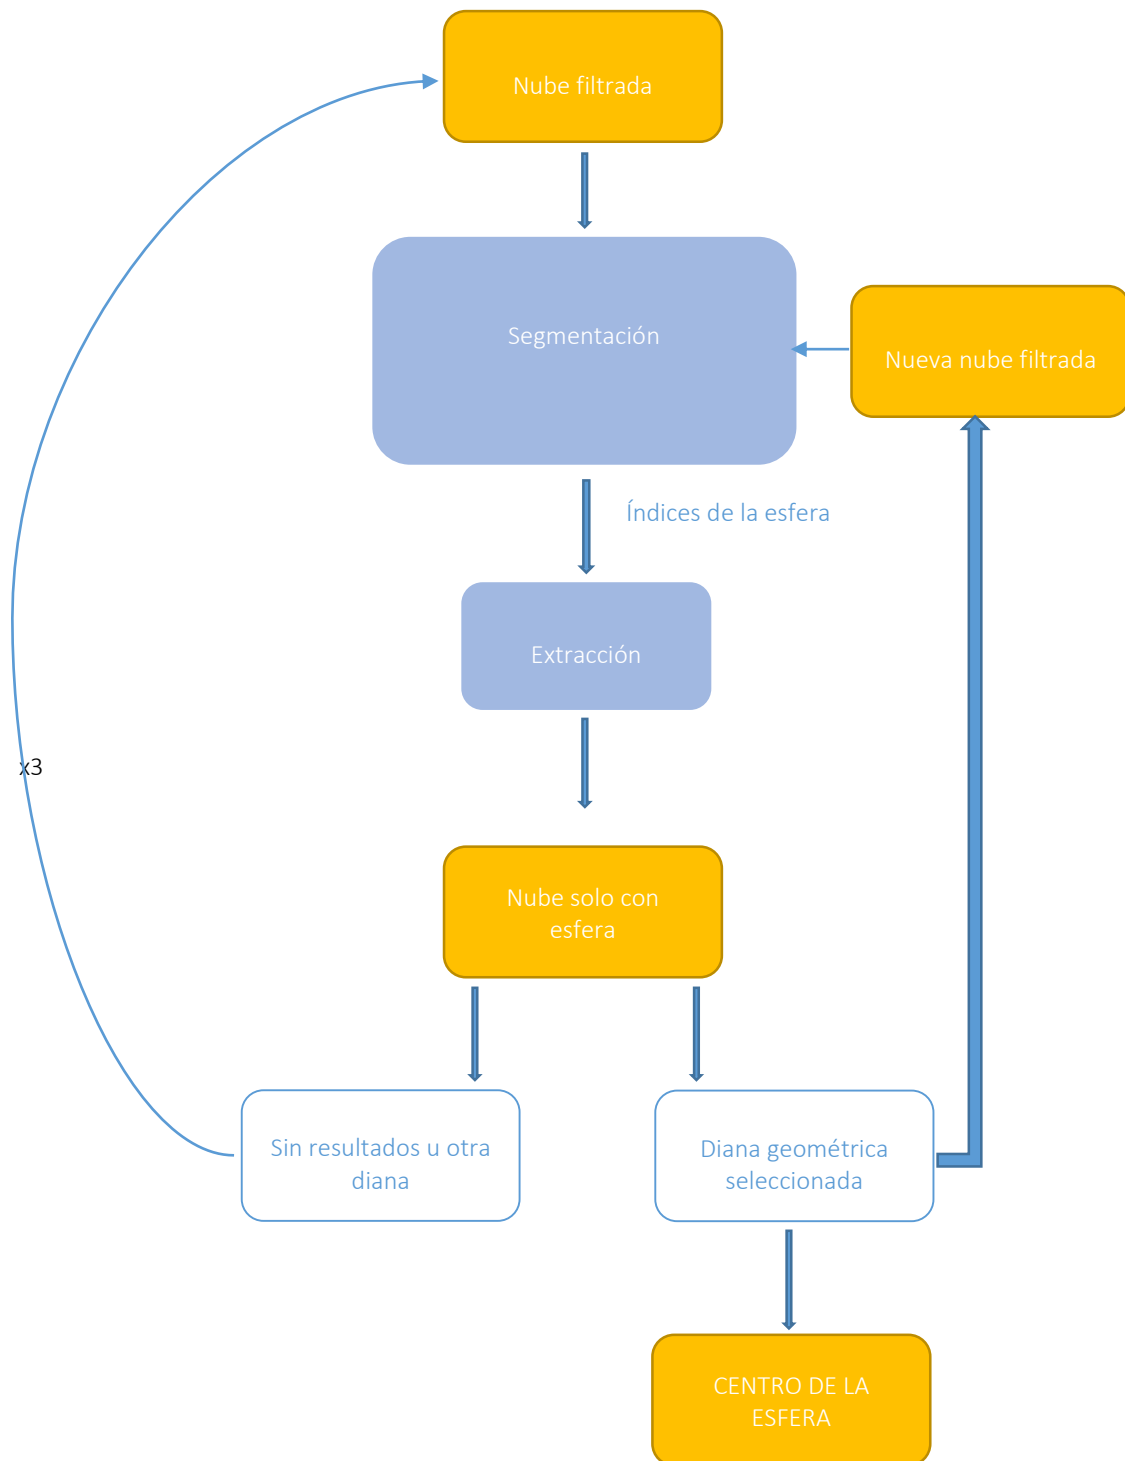 Nube filtrada
Segmentación
Nueva nube filtrada
Índices de la esfera
Extracción
x3
Nube solo con
esfera
Sin resultados u otra
diana
Diana geométrica
seleccionada
CENTRO DE LA
ESFERA